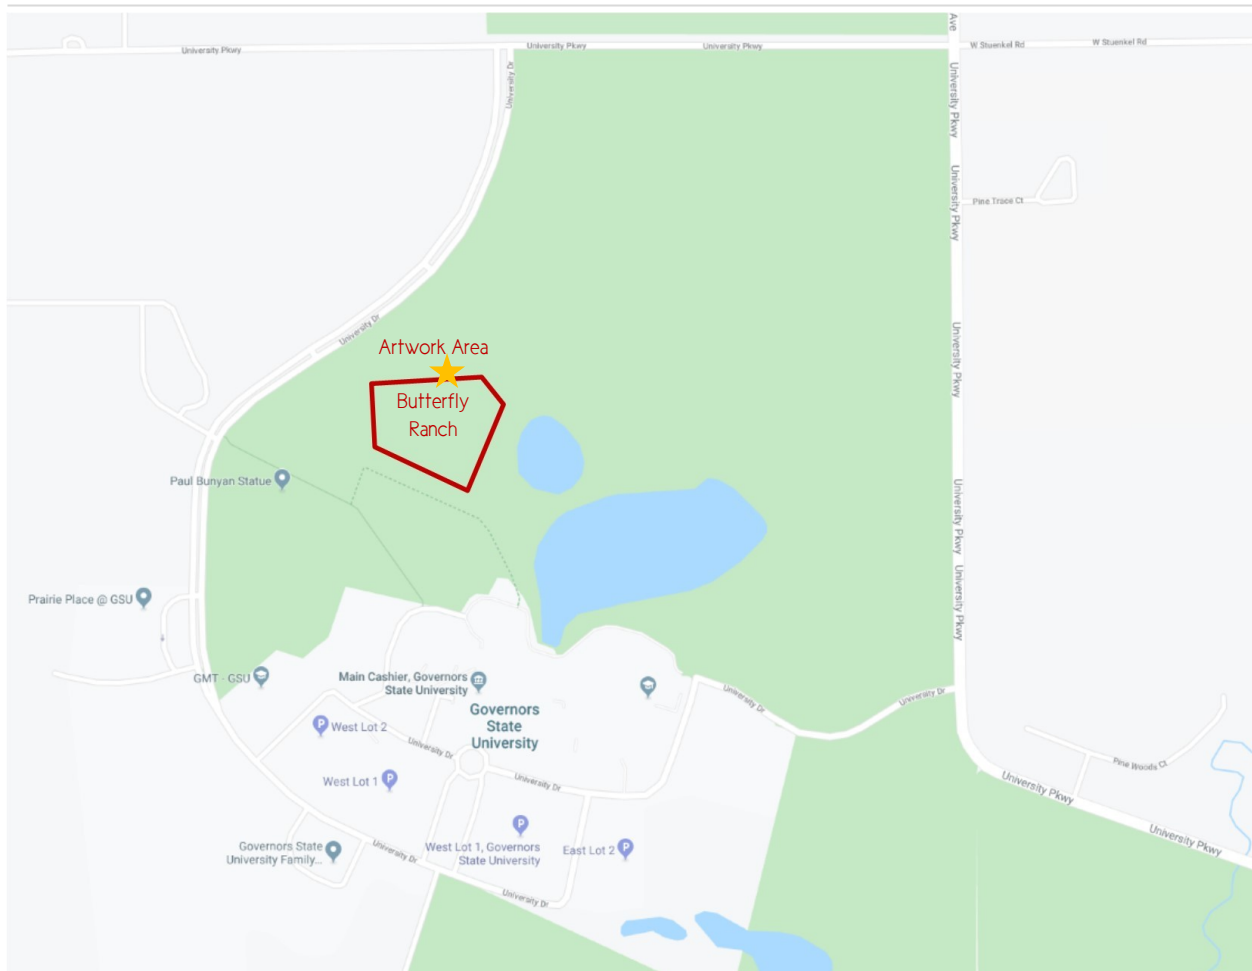 Ave
University Pkwy
University Pkwy
University Pkwy
W Stuenkel Rd
W Stuenkel Rd
University Dr
University Pkwy
University Pkwy
Pine Trace Ct
University Dr
University Pkwy
Artwork Area
Butterfly
Ranch
Paul Bunyan Statue
University Pkwy
University Pkwy
Prairie Place @ GSU
GMT - GSU
Main Cashier, Governors
State University
Governors
State
University
University Dr
University Dr
P West Lot 2
University Dr
West Lot 1 P
University Dr
Pine Woods Ct
University Pkwy
University Pkwy
P
West Lot 1, Governors
State University
East Lot 2 P
Governors State
University Family...
University Dr
University Dr